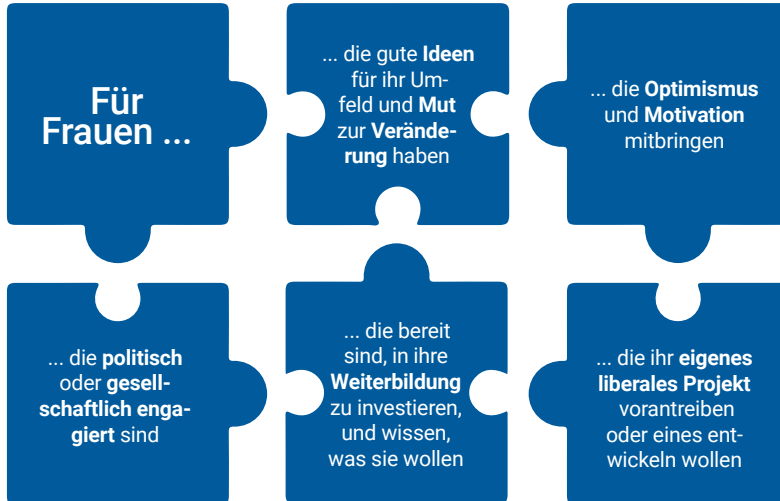 Für
Frauen ...
... die gute Ideen
für ihr Um-
feld und Mut
zur Verände-
rung haben
... die Optimismus
und Motivation
mitbringen
... die politisch
oder gesell-
schaftlich enga-
giert sind
... die bereit
sind, in ihre
Weiterbildung
zu investieren,
und wissen,
was sie wollen
... die ihr eigenes
liberales Projekt
vorantreiben
oder eines ent-
wickeln wollen